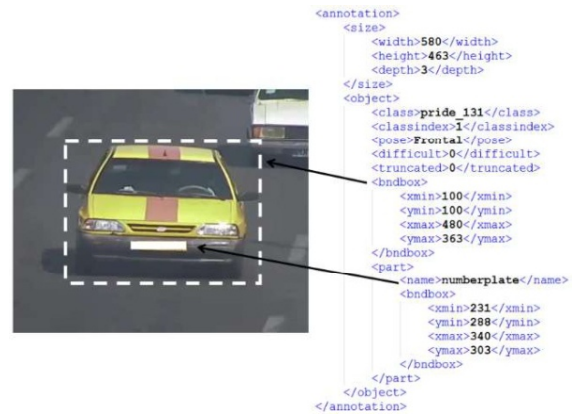 <annotation>
<size>
<width>580</width>
<height>463</height>
<depth>3</depth>
</size>
<object>
<class>pride_131</class>
<classindex>1</classindex>
<pose>Frontal</pose>
<difficult>0</difficult>
<truncated>0</truncated>
<bndbox>
<xmin>100</xmin>
<ymin>100</ymin>
<xmax>480</xmax>
<ymax>363</ymax>
</bndbox>
<part>
<name>numberplate</name>
<bndbox>
<xmin>231</xmin>
<ymin>288</ymin>
<xmax>340</xmax>
<ymax>303</ymax>
</bndbox>
</part>
</object>
</annotation>